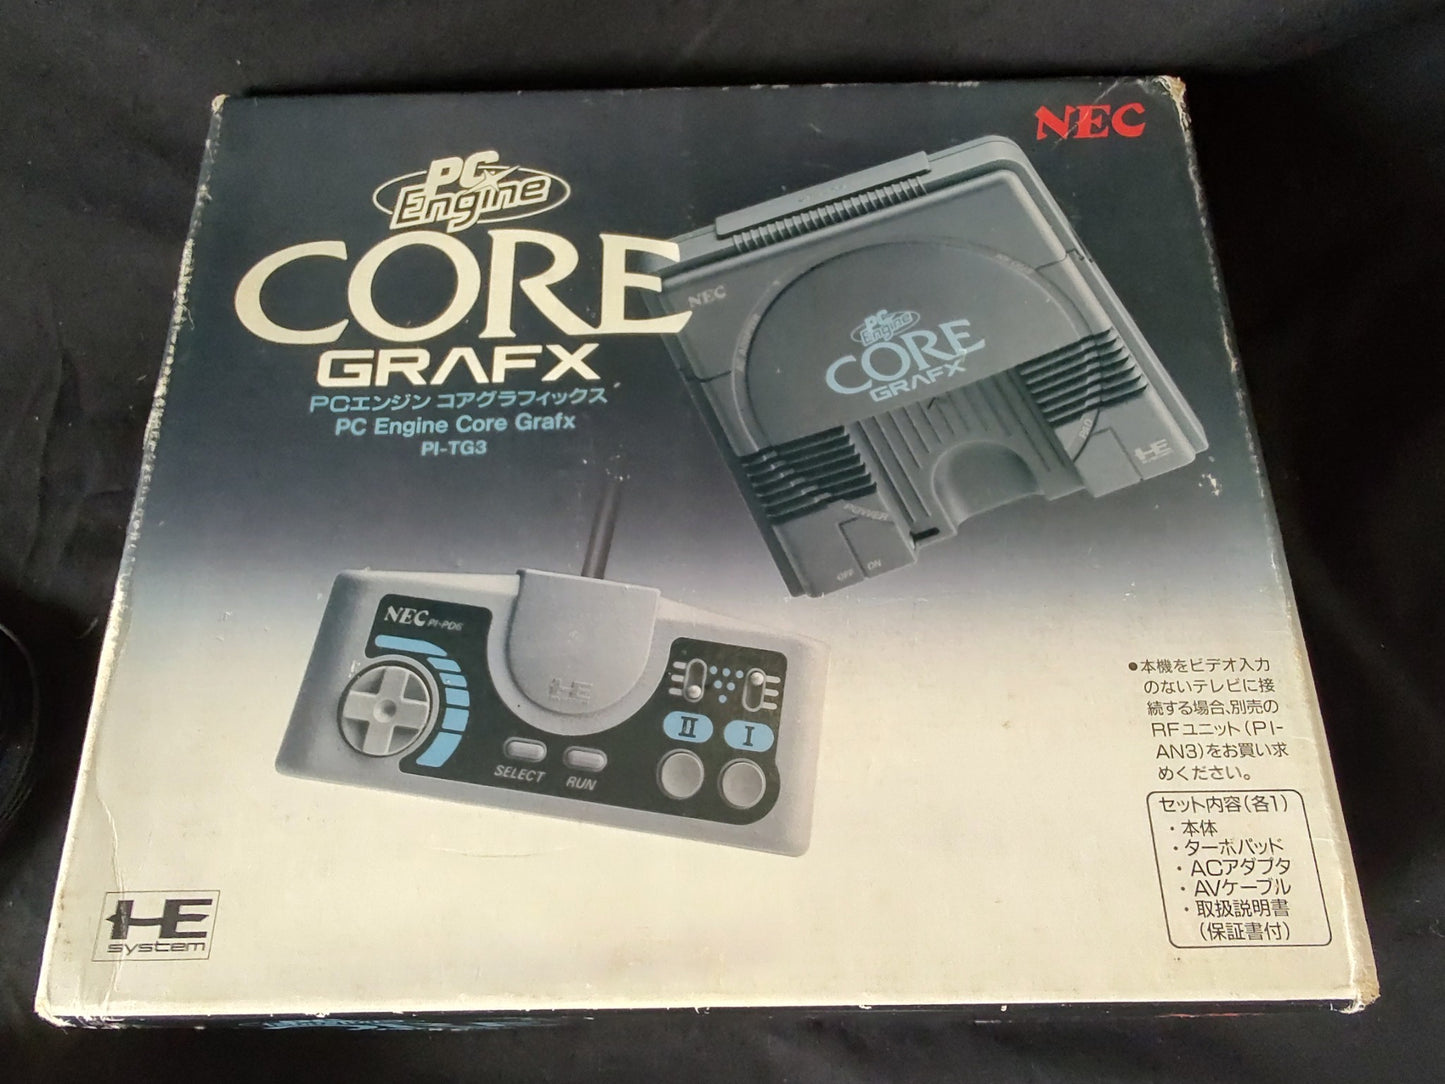 NEC
PC
Engine
CORE
GRAFX
PCエンジン コアグラフィックス
PC Engine Core Grafx
PI-TG3
NEC
PC
Engine
CORE
GRAFX
PAD
HE
POWER
OFF ON
NEC PI-PD6
HE
II I
SELECT RUN
●本機をビデオ入力
のないテレビに接
続する場合、別売の
RFユニット(PI-
AN3)をお買い求
めください。
セット内容(各1)
・本体
・ターボパッド
・ACアダプタ
・AVケーブル
・取扱説明書
(保証書付)
HE
system